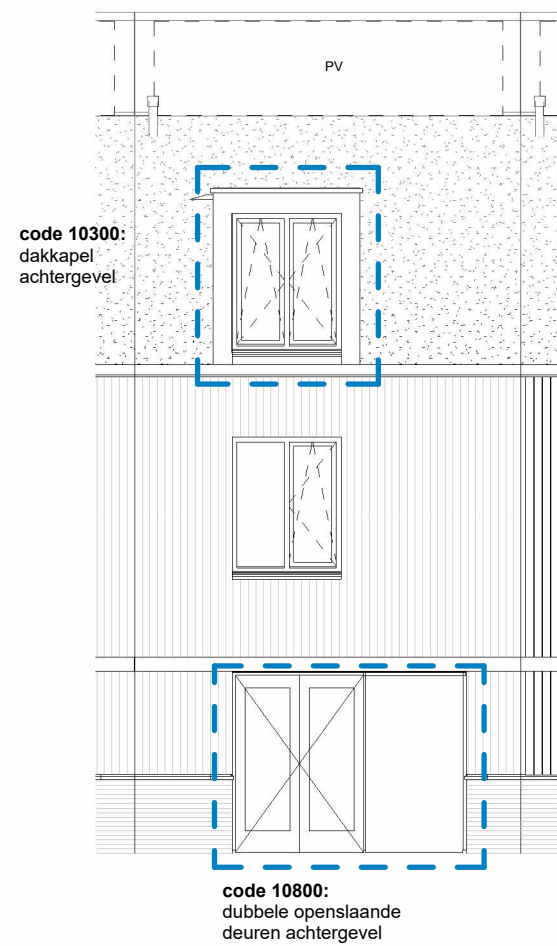 PV
code 10300:
dakkapel
achtergevel
code 10800:
dubbele openslaande
deuren achtergevel